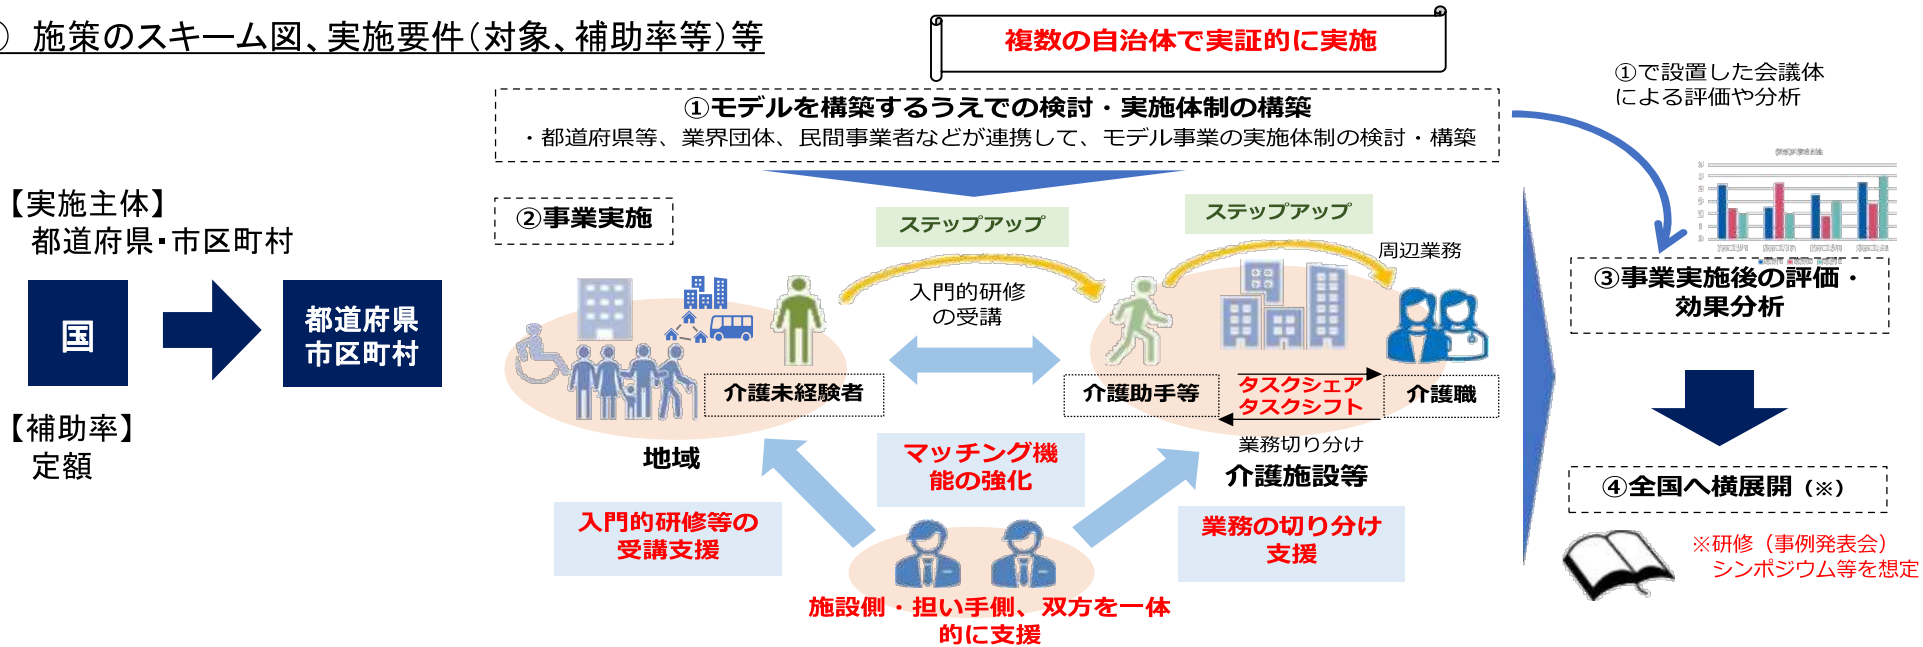 施策のスキーム図、実施要件(対象、補助率等)等
複数の自治体で実証的に実施
①モデルを構築するうえでの検討・実施体制の構築
・都道府県等、業界団体、民間事業者などが連携して、モデル事業の実施体制の検討・構築
①で設置した会議体
による評価や分析
【実施主体】
都道府県・市区町村
国
都道府県
市区町村
【補助率】
定額
②事業実施
ステップアップ
ステップアップ
周辺業務
入門的研修
の受講
介護未経験者
介護助手等
タスクシェア
タスクシフト
介護職
業務切り分け
地域
介護施設等
マッチング機
能の強化
入門的研修等の
受講支援
業務の切り分け
支援
施設側・担い手側、双方を一体
的に支援
③事業実施後の評価・
効果分析
④全国へ横展開(※)
※研修(事例発表会)
シンポジウム等を想定